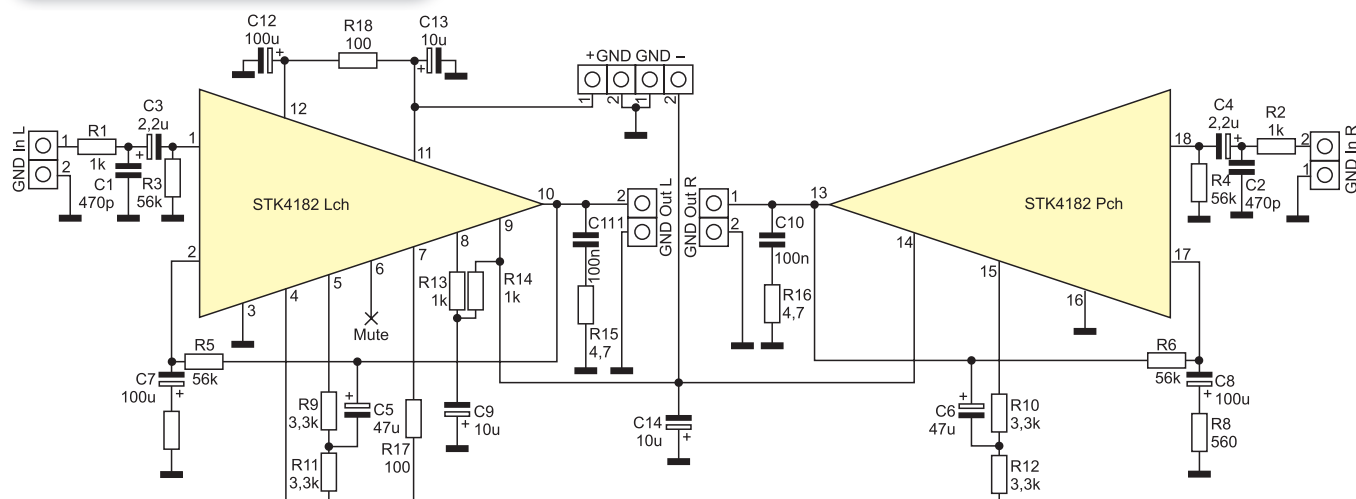 C12
100u
+
R18
100
C13
10u
+
+GND GND –
1
2
1
2
12
11
GND In L
1
2
R1
1k
C1
470p
C3
2,2u
+
R3
56k
1
STK4182 Lch
10
2
1
GND Out L
GND Out R
1
2
13
STK4182 Pch
18
C4
2,2u
+
R2
1k
2
1
GND In R
R4
56k
C2
470p
2
3
4
5
6
7
8
9
Mute
R13
1k
R14
1k
C111
100n
R15
4,7
C10
100n
R16
4,7
14
15
16
17
R5
56k
C7
100u
+
R9
3,3k
R11
3,3k
+
C5
47u
R17
100
C9
10u
+
C14
10u
+
+
C6
47u
R10
3,3k
R12
3,3k
R6
56k
C8
100u
+
R8
560